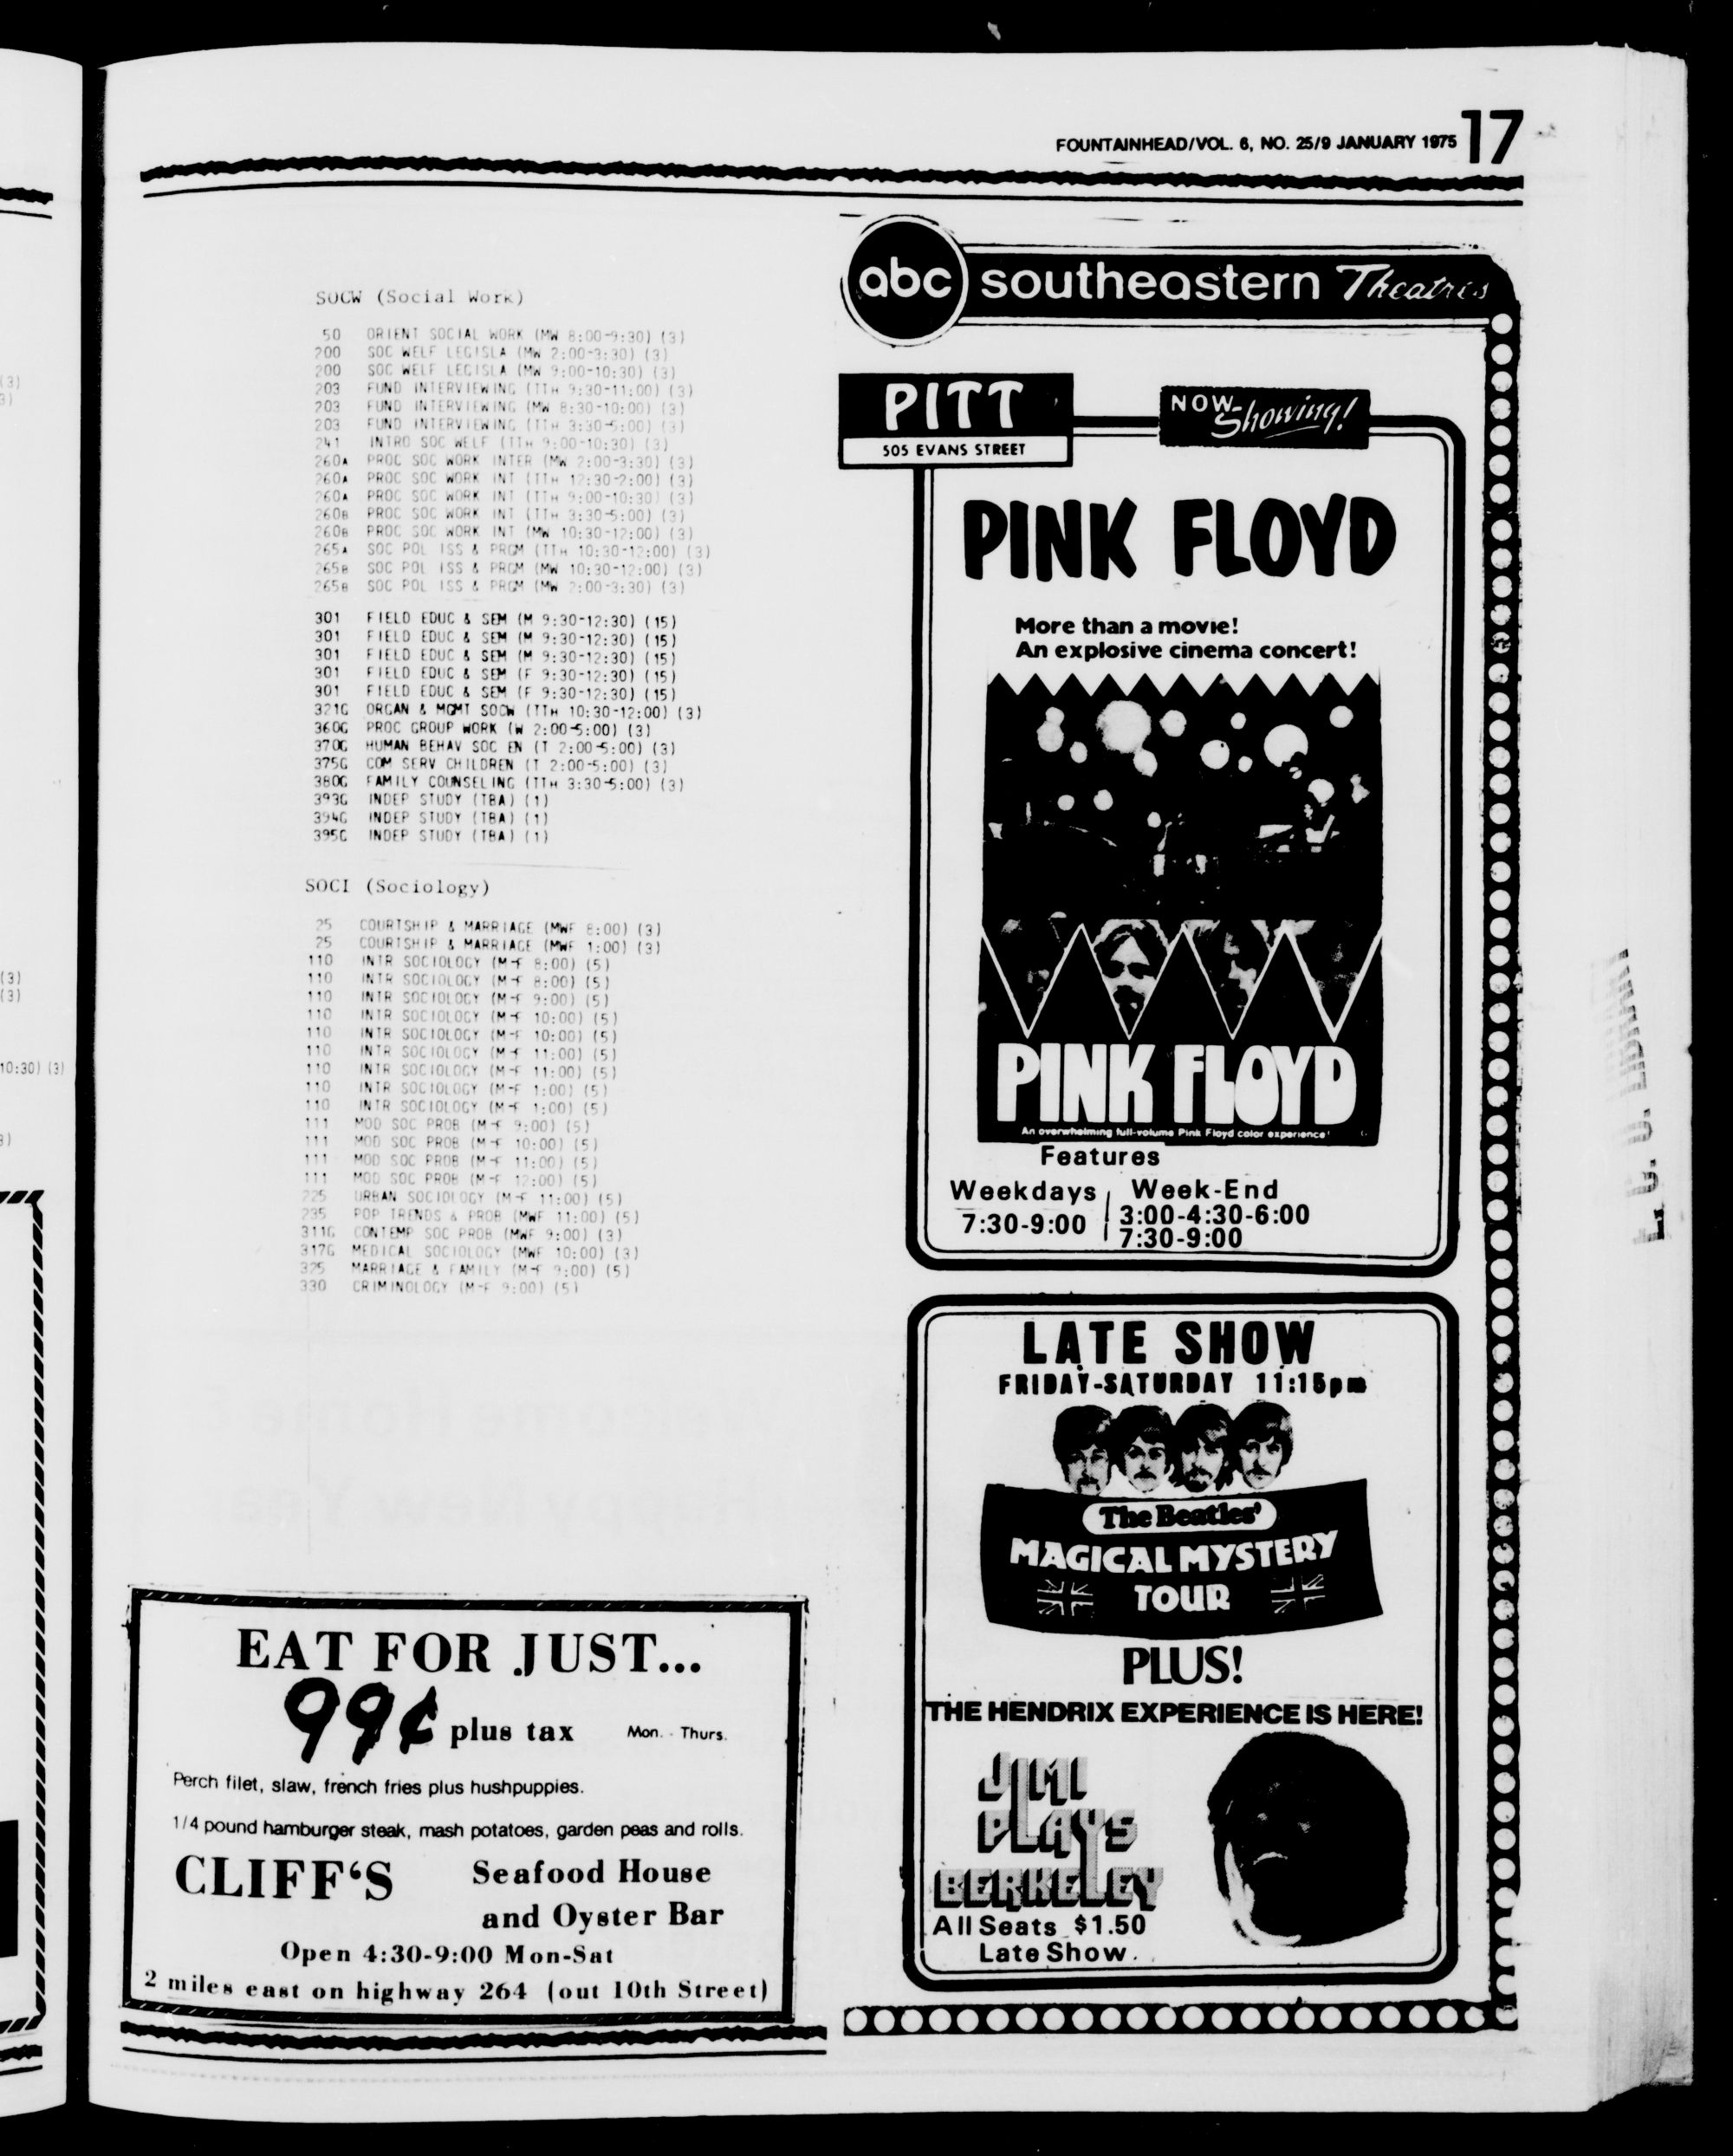 FOUNTAINHEAD/VOL. 6, NO. 25/9 JANUARY 1975 17
SOCW (Social Work)
50 ORIENT SOCIAL WORK (MW 8:00-9:30) (3)
200 SOC WELF LEGISLA (MW 2:00-3:30) (3)
200 SOC WELF LEGISLA (MW 9:00-10:30) (3)
203 FUND INTERVIEWING (TTH 9:30-11:00) (3)
203 FUND INTERVIEWING (MW 8:30-10:00) (3)
203 FUND INTERVIEWING (TTH 3:30-5:00) (3)
241 INTRO SOC WELF (TTH 9:00-10:30) (3)
260A PROC SOC WORK INTER (MW 2:00-3:30) (3)
260A PROC SOC WORK INT (TTH 12:30-2:00) (3)
260A PROC SOC WORK INT (TTH 9:00-10:30) (3)
260B PROC SOC WORK INT (TTH 3:30-5:00) (3)
260B PROC SOC WORK INT (MW 10:30-12:00) (3)
265A SOC POL ISS & PRGM (TTH 10:30-12:00) (3)
265B SOC POL ISS & PRGM (MW 10:30-12:00) (3)
265B SOC POL ISS & PRGM (MW 2:00-3:30) (3)
301 FIELD EDUC & SEM (M 9:30-12:30) (15)
301 FIELD EDUC & SEM (M 9:30-12:30) (15)
301 FIELD EDUC & SEM (M 9:30-12:30) (15)
301 FIELD EDUC & SEM (F 9:30-12:30) (15)
301 FIELD EDUC & SEM (F 9:30-12:30) (15)
321G ORGAN & MGMT SOCW (TTH 10:30-12:00) (3)
360G PROC GROUP WORK (W 2:00-5:00) (3)
370G HUMAN BEHAV SOC EN (T 2:00-5:00) (3)
375G COM SERV CHILDREN (T 2:00-5:00) (3)
380G FAMILY COUNSELING (TTH 3:30-5:00) (3)
393G INDEP STUDY (TBA) (1)
394G INDEP STUDY (TBA) (1)
395G INDEP STUDY (TBA) (1)
SOCI (Sociology)
25 COURTSHIP & MARRIAGE (MWF 8:00) (3)
25 COURTSHIP & MARRIAGE (MWF 1:00) (3)
110 INTR SOCIOLOGY (M-F 8:00) (5)
110 INTR SOCIOLOGY (M-F 8:00) (5)
110 INTR SOCIOLOGY (M-F 9:00) (5)
110 INTR SOCIOLOGY (M-F 10:00) (5)
110 INTR SOCIOLOGY (M-F 10:00) (5)
110 INTR SOCIOLOGY (M-F 11:00) (5)
110 INTR SOCIOLOGY (M-F 11:00) (5)
110 INTR SOCIOLOGY (M-F 1:00) (5)
110 INTR SOCIOLOGY (M-F 1:00) (5)
111 MOD SOC PROB (M-F 9:00) (5)
111 MOD SOC PROB (M-F 10:00) (5)
111 MOD SOC PROB (M-F 11:00) (5)
111 MOD SOC PROB (M-F 12:00) (5)
225 URBAN SOCIOLOGY (M-F 11:00) (5)
235 POP TRENDS & PROB (MWF 11:00) (5)
311G CONTEMP SOC PROB (MWF 9:00) (3)
317G MEDICAL SOCIOLOGY (MWF 10:00) (3)
325 MARRIAGE & FAMILY (M-F 9:00) (5)
330 CRIMINOLOGY (M-F 9:00) (5)
EAT FOR JUST...
99¢ plus tax Mon. - Thurs.
Perch filet, slaw, french fries plus hushpuppies.
1/4 pound hamburger steak, mash potatoes, garden peas and rolls.
CLIFF'S Seafood House
and Oyster Bar
Open 4:30-9:00 Mon-Sat
2 miles east on highway 264 (out 10th Street)
abc southeastern Theatres
PITT
505 EVANS STREET
NOW Showing!
PINK FLOYD
More than a movie!
An explosive cinema concert!
PINK FLOYD
An overwhelming full-volume Pink Floyd color experience!
Features
Weekdays Week-End
7:30-9:00 3:00-4:30-6:00
7:30-9:00
LATE SHOW
FRIDAY-SATURDAY 11:15pm
The Beatles'
MAGICAL MYSTERY
TOUR
PLUS!
THE HENDRIX EXPERIENCE IS HERE!
JIMI
PLAYS
BERKELEY
All Seats $1.50
Late Show.
(3)
(3)
(3)
10:30) (3)